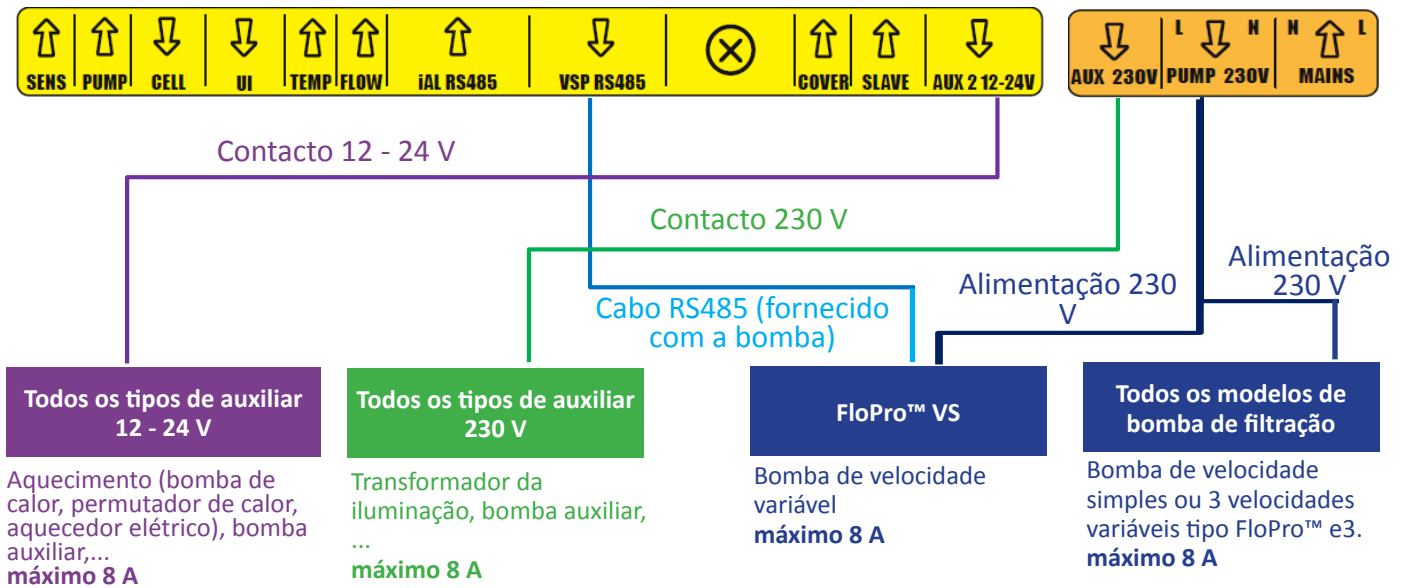 SENS PUMP CELL UI TEMP FLOW iAL RS485 VSP RS485 COVER SLAVE AUX 2 12-24V
L N N L
AUX 230V PUMP 230V MAINS
Contacto 12 - 24 V
Contacto 230 V
Cabo RS485 (fornecido
com a bomba)
Alimentação 230
V
Alimentação
230 V
Todos os tipos de auxiliar
12 - 24 V
Aquecimento (bomba de
calor, permutador de calor,
aquecedor elétrico), bomba
auxiliar,...
máximo 8 A
Todos os tipos de auxiliar
230 V
Transformador da
iluminação, bomba auxiliar,
...
máximo 8 A
FloPro™ VS
Bomba de velocidade
variável
máximo 8 A
Todos os modelos de
bomba de filtração
Bomba de velocidade
simples ou 3 velocidades
variáveis tipo FloPro™ e3.
máximo 8 A